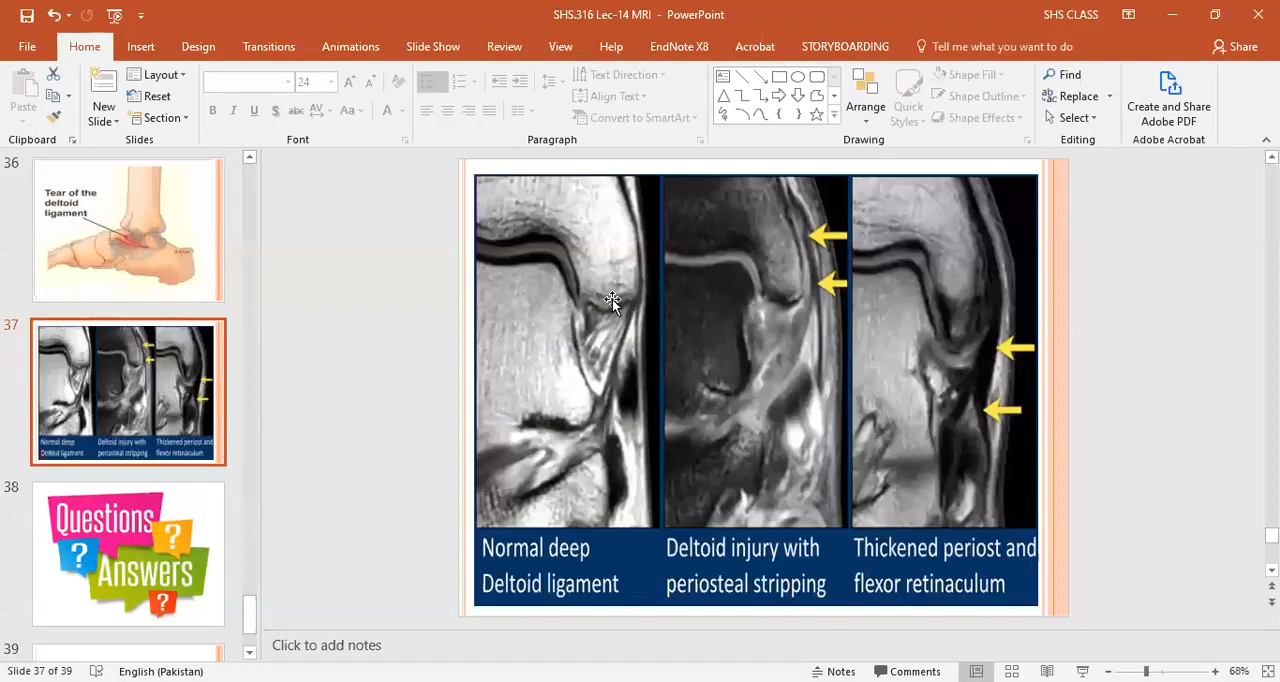 SHS.316 Lec-14 MRI - PowerPoint
SHS CLASS
File Home Insert Design Transitions Animations Slide Show Review View Help EndNote X8 Acrobat STORYBOARDING Tell me what you want to do Share
Paste
Clipboard
New Slide
Layout
Reset
Section
Slides
24
B I U S abc AV Aa A
Font
Text Direction
Align Text
Convert to SmartArt
Paragraph
Arrange
Quick Styles
Shape Fill
Shape Outline
Shape Effects
Drawing
Find
Replace
Select
Editing
Create and Share Adobe PDF
Adobe Acrobat
36
Tear of the
deltoid
ligament
37
Normal deep
Deltoid ligament
Deltoid injury with
periosteal stripping
Thickened periost and
flexor retinaculum
38
Questions
?
?
Answers
?
39
Normal deep
Deltoid ligament
Deltoid injury with
periosteal stripping
Thickened periost and
flexor retinaculum
Click to add notes
Slide 37 of 39 English (Pakistan) Notes Comments 68%